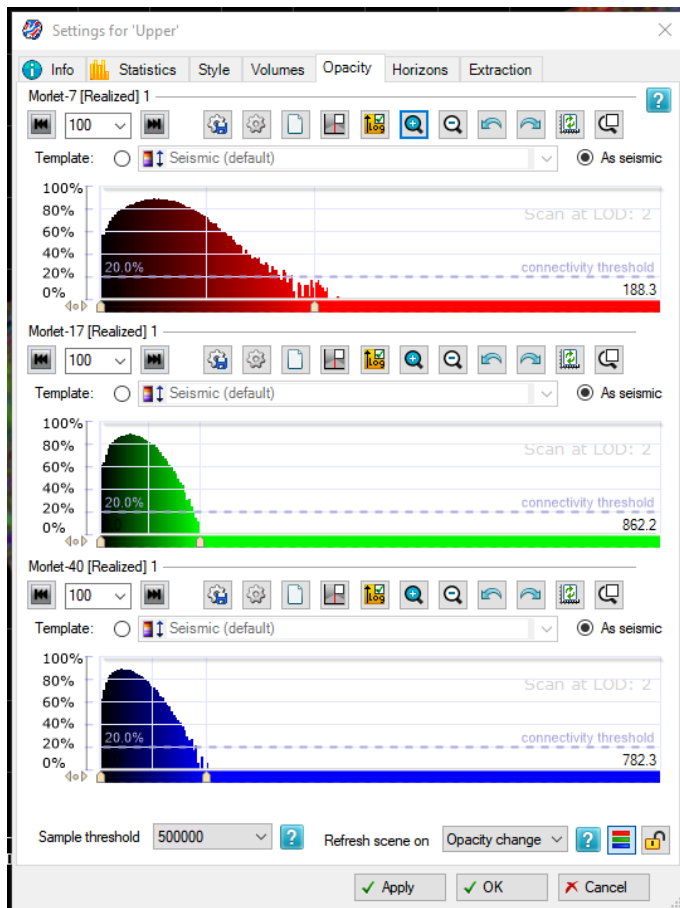 Settings for 'Upper'
Info Statistics Style Volumes Opacity Horizons Extraction
Morlet-7 [Realized] 1
100
Template: Seismic (default) As seismic
100%
80% Scan at LOD: 2
60%
40%
20% 20.0% connectivity threshold
0% 188.3
Morlet-17 [Realized] 1
100
Template: Seismic (default) As seismic
100%
80% Scan at LOD: 2
60%
40%
20% 20.0% connectivity threshold
0% 862.2
Morlet-40 [Realized] 1
100
Template: Seismic (default) As seismic
100%
80% Scan at LOD: 2
60%
40%
20% 20.0% connectivity threshold
0% 782.3
Sample threshold 500000 ? Refresh scene on Opacity change ?
Apply OK Cancel